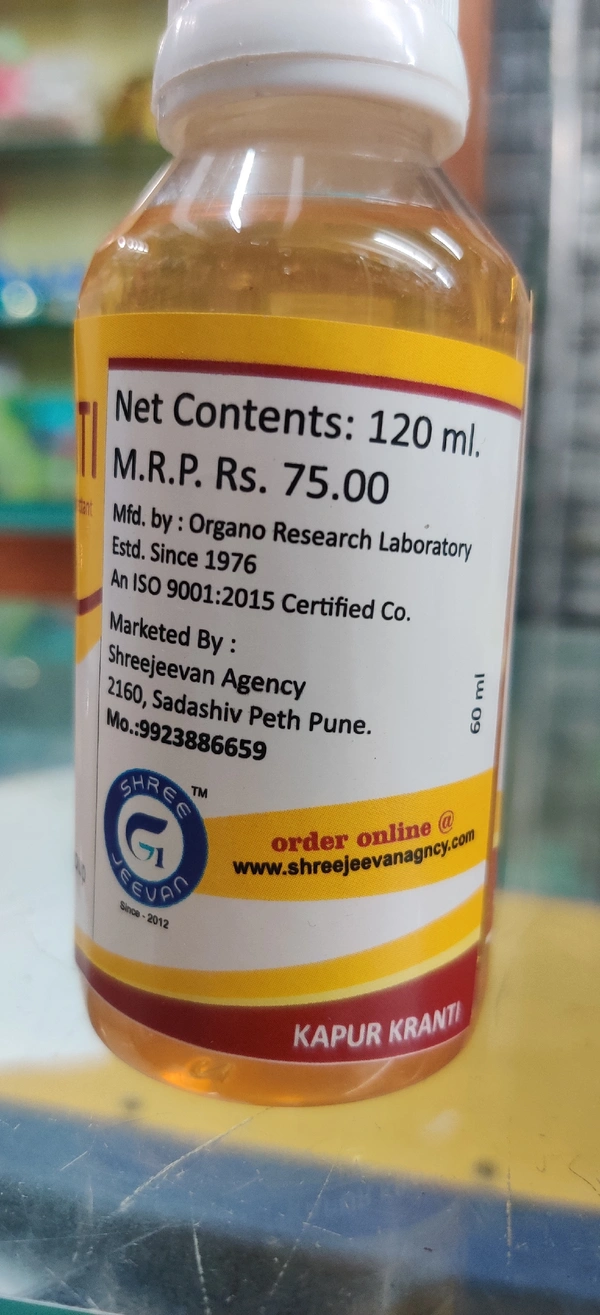 TI
Net Contents: 120 ml.
M.R.P. Rs. 75.00
Mfd. by : Organo Research Laboratory
Estd. Since 1976
An ISO 9001:2015 Certified Co.
Marketed By :
Shreejeevan Agency
2160, Sadashiv Peth Pune.
Mo.:9923886659
60 ml
SHREE
JEEVAN
TM
Since - 2012
order online @
www.shreejeevanagncy.com
KAPUR KRANTI